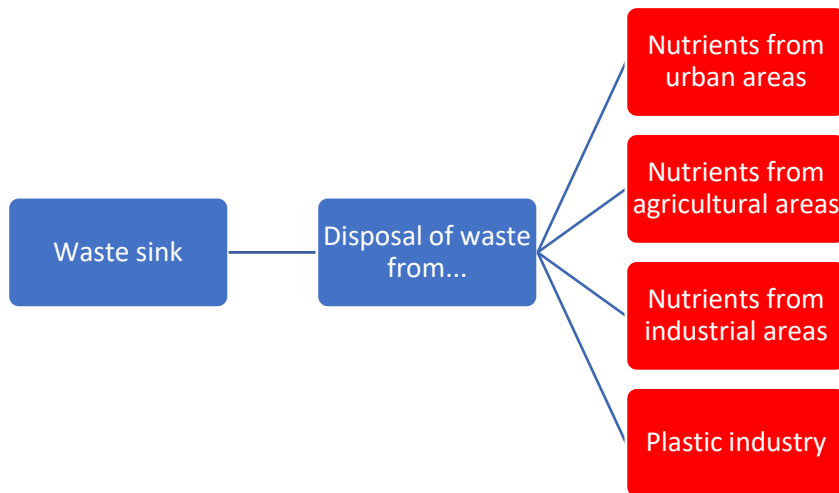 Nutrients from
urban areas
Nutrients from
agricultural areas
Waste sink
Disposal of waste
from...
Nutrients from
industrial areas
Plastic industry